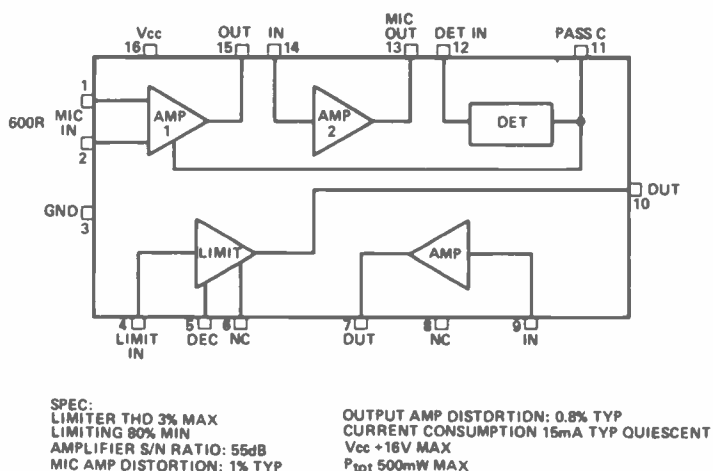 Vcc
16
OUT
15
IN
14
MIC
OUT
13
DET IN
12
PASS C
11
1
600R
MIC
IN
2
AMP
1
AMP
2
DET
GND
3
DUT
10
LIMIT
AMP
4
LIMIT
IN
5
DEC
6
NC
7
DUT
8
NC
9
IN
SPEC:
LIMITER THD 3% MAX
LIMITING 80% MIN
AMPLIFIER S/N RATIO: 55dB
MIC AMP DISTORTION: 1% TYP
OUTPUT AMP DISTORTION: 0.8% TYP
CURRENT CONSUMPTION 15mA TYP QUIESCENT
Vcc +16V MAX
Ptot 500mW MAX